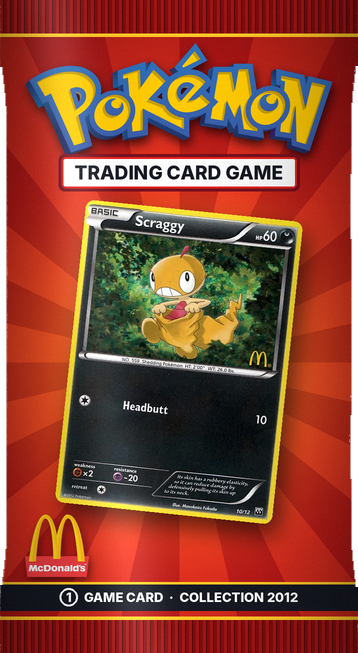 POKéMON
TRADING CARD GAME
BASIC
Scraggy
HP60
NO. 559 Shedding Pokémon HT: 2'00" WT: 26.0 lbs.
Headbutt
10
weakness
×2
resistance
-20
retreat
Its skin has a rubbery elasticity,
so it can reduce damage by
defensively pulling its skin up
to its neck.
Illus. Masakazu Fukuda
10/12
McDonald's
1 GAME CARD · COLLECTION 2012